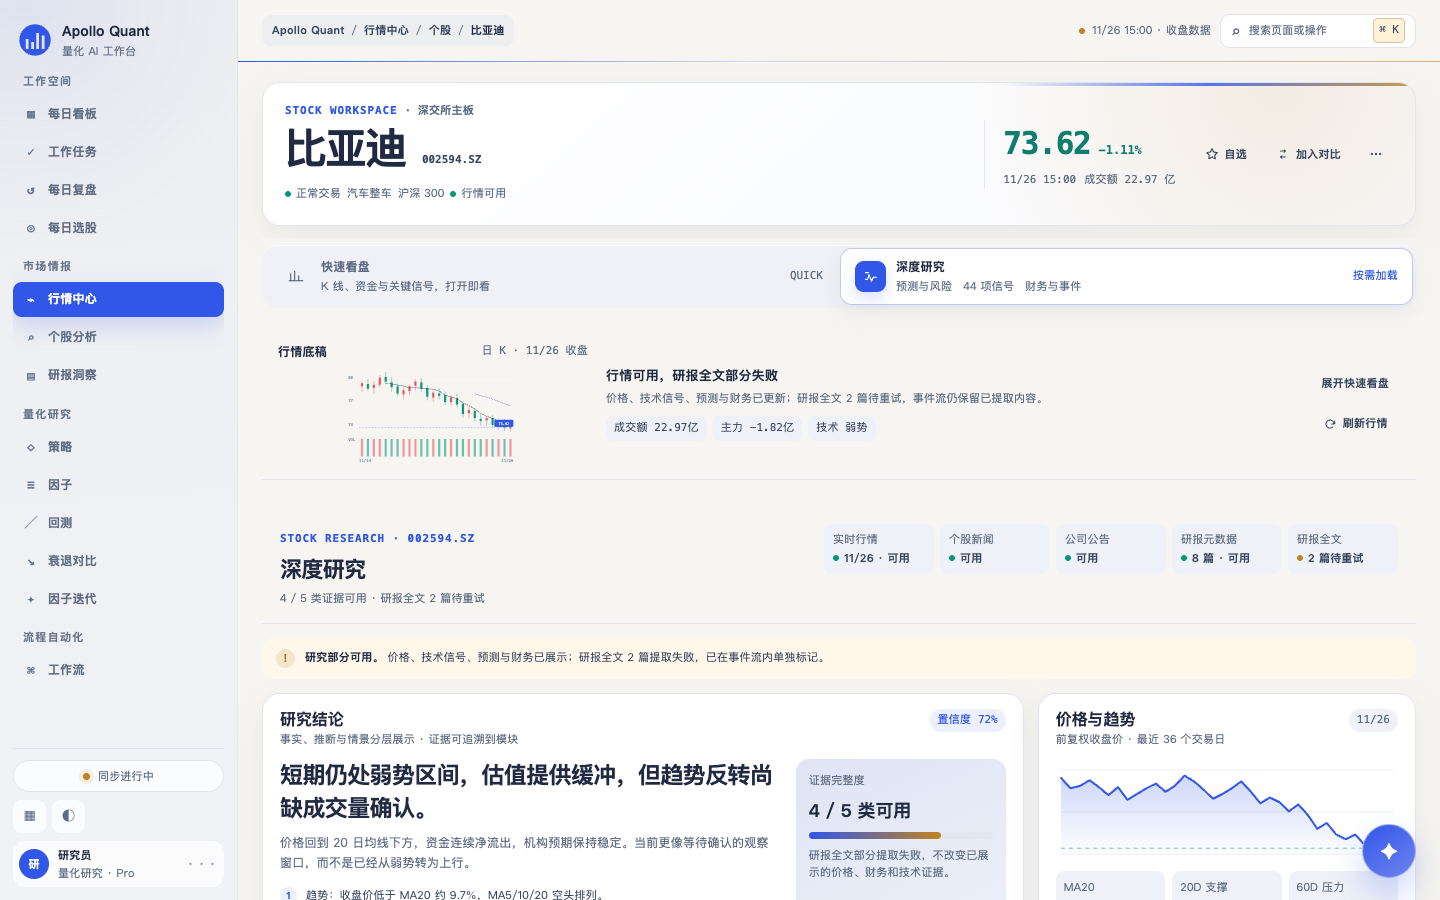 Apollo Quant
量化 AI 工作台
工作空间
每日看板
工作任务
每日复盘
每日选股
市场情报
行情中心
个股分析
研报洞察
量化研究
策略
因子
回测
衰退对比
因子迭代
流程自动化
工作流
同步进行中
研
研究员
量化研究 · Pro
Apollo Quant / 行情中心 / 个股 / 比亚迪
11/26 15:00 · 收盘数据
搜索页面或操作
⌘ K
STOCK WORKSPACE · 深交所主板
比亚迪 002594.SZ
正常交易 汽车整车 沪深 300 行情可用
73.62 −1.11%
11/26 15:00 成交额 22.97 亿
自选
加入对比
快速看盘
K 线、资金与关键信号，打开即看
QUICK
深度研究
预测与风险 44 项信号 财务与事件
按需加载
行情底稿
日 K · 11/26 收盘
80
77
73.62
VOL
11/26
行情可用，研报全文部分失败
价格、技术信号、预测与财务已更新；研报全文 2 篇待重试，事件流仍保留已提取内容。
成交额 22.97亿
主力 −1.82亿
技术 弱势
展开快速看盘
刷新行情
STOCK RESEARCH · 002594.SZ
深度研究
4 / 5 类证据可用 · 研报全文 2 篇待重试
实时行情
11/26 · 可用
个股新闻
可用
公司公告
可用
研报元数据
8 篇 · 可用
研报全文
2 篇待重试
! 研究部分可用。 价格、技术信号、预测与财务已展示；研报全文 2 篇提取失败，已在事件流内单独标记。
研究结论
事实、推断与情景分层展示 · 证据可追溯到模块
置信度 72%
短期仍处弱势区间，估值提供缓冲，但趋势反转尚
缺成交量确认。
价格回到 20 日均线下方，资金连续净流出，机构预期保持稳定。当前更像等待确认的观察
窗口，而不是已经从弱势转为上行。
1 趋势：收盘价低于 MA20 约 9.7%，MA5/10/20 空头排列。
证据完整度
4 / 5 类可用
研报全文部分提取失败，不改变已展
示的价格、财务和技术证据。
价格与趋势
前复权收盘价 · 最近 36 个交易日
11/26
MA20
20D 支撑
60D 压力